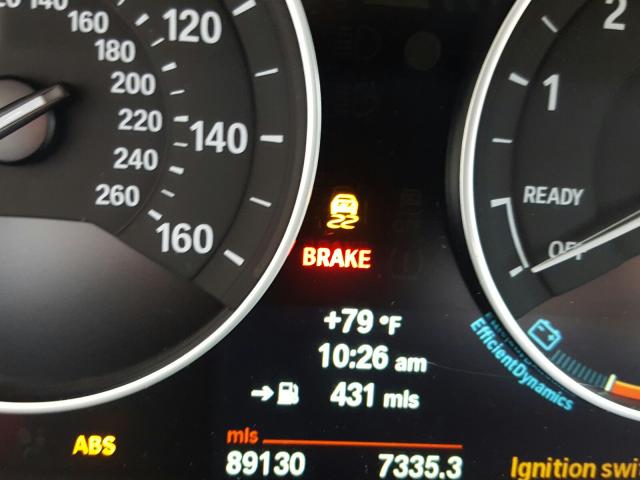 120
140
160
160
180
200
220
240
260
2
1
READY
OFF
BRAKE
+79 °F
10:26 am
431 mls
EfficientDynamics
ABS
mls
89130 7335.3
Ignition swi